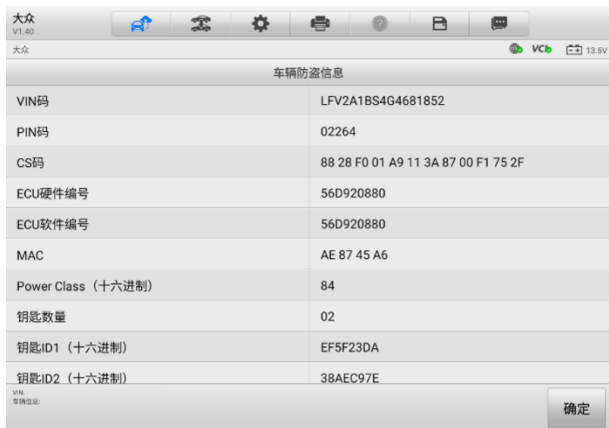 大众
V1.40
大众
VCI
13.5V
车辆防盗信息
VIN码 LFV2A1BS4G4681852
PIN码 02264
CS码 88 28 F0 01 A9 11 3A 87 00 F1 75 2F
ECU硬件编号 56D920880
ECU软件编号 56D920880
MAC AE 87 45 A6
Power Class（十六进制） 84
钥匙数量 02
钥匙ID1（十六进制） EF5F23DA
钥匙ID2（十六进制） 38AEC97E
VIN:
车辆信息:
确定